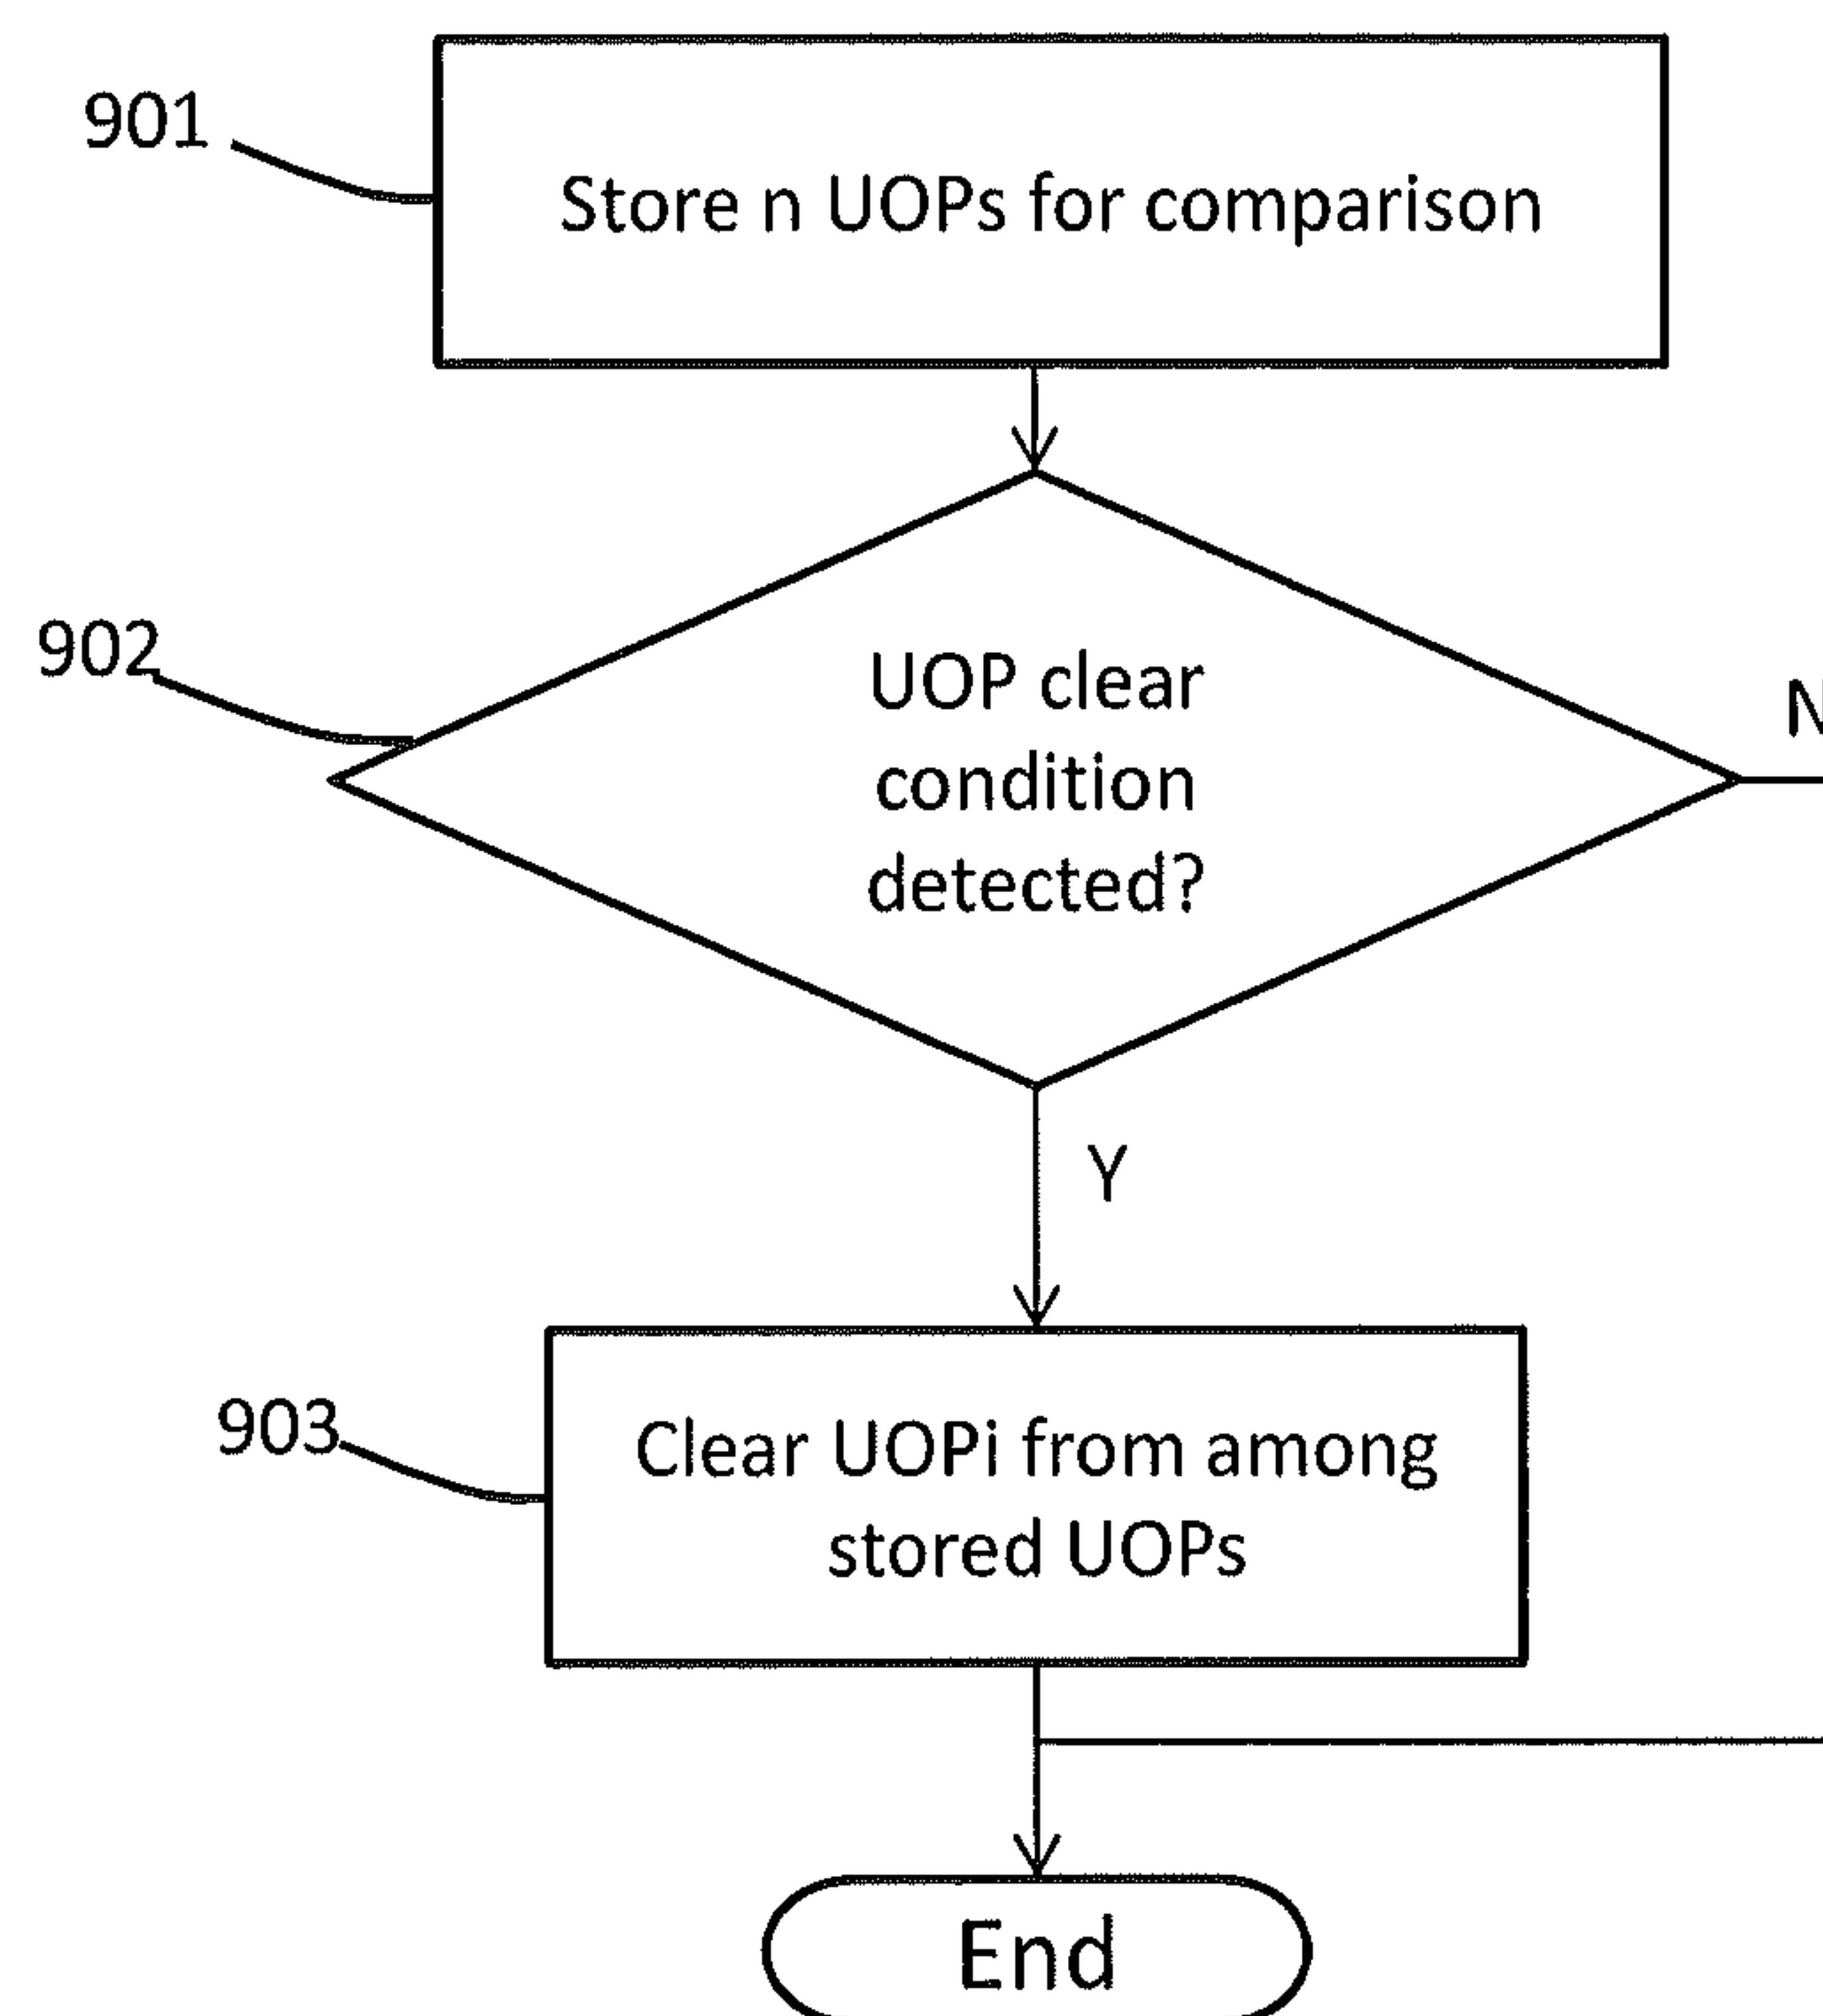 901
Store n UOPs for comparison
902
UOP clear
condition
detected?
N
Y
903
Clear UOPi from among
stored UOPs
End